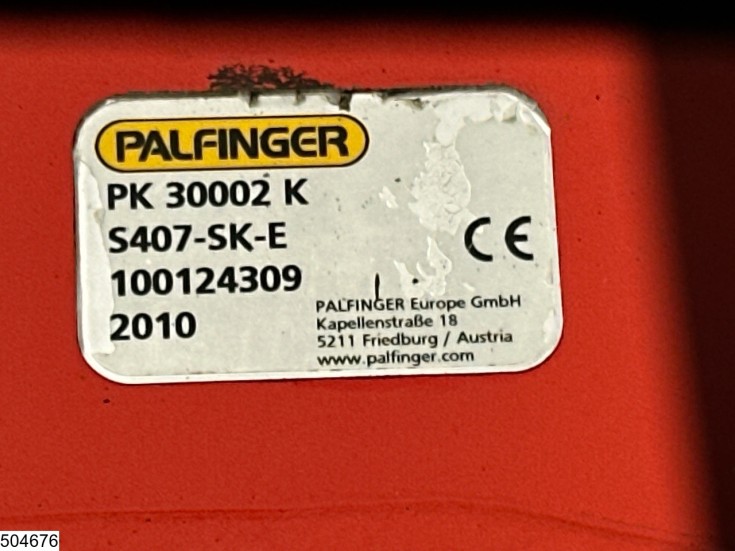 PALFINGER
PK 30002 K
S407-SK-E
100124309
2010
CE
PALFINGER Europe GmbH
Kapellenstraße 18
5211 Friedburg / Austria
www.palfinger.com
504676